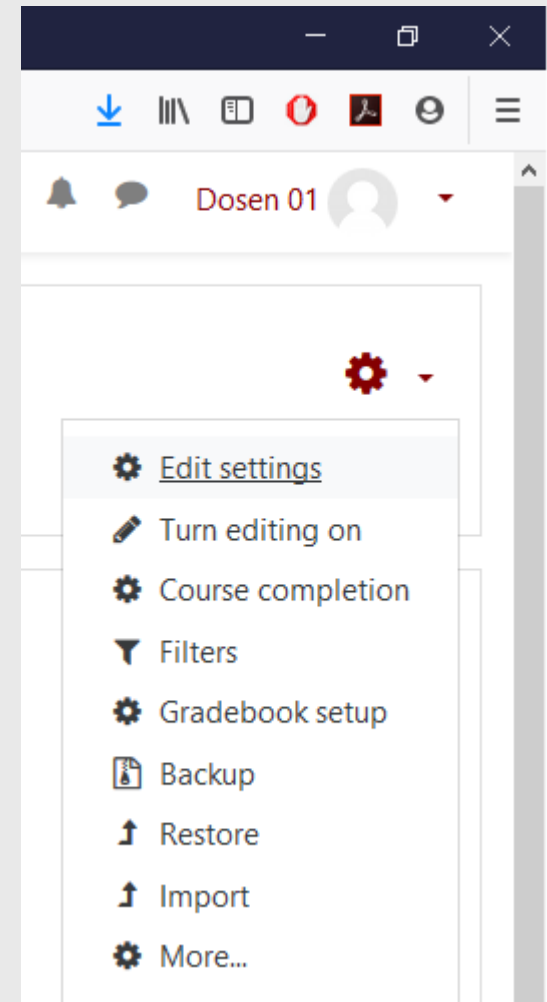 Dosen 01
Edit settings
Turn editing on
Course completion
Filters
Gradebook setup
Backup
Restore
Import
More...